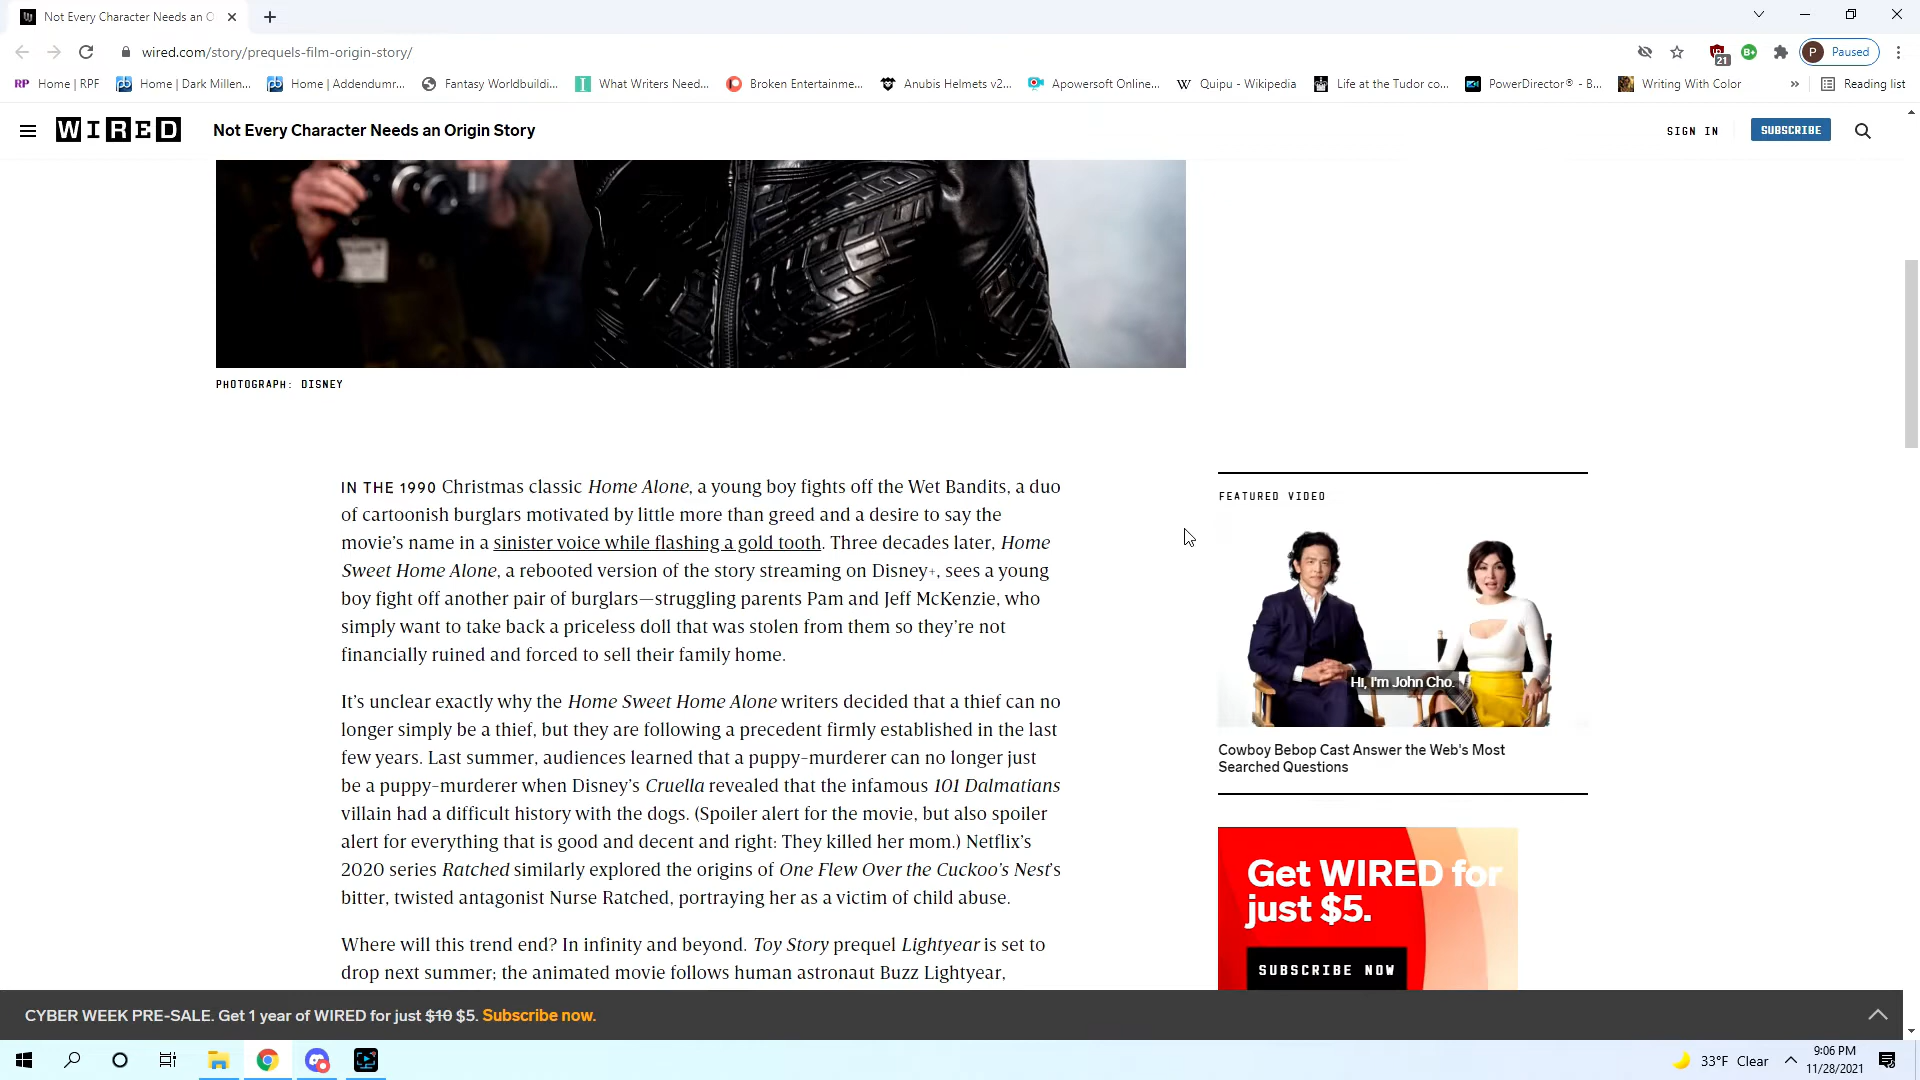 Not Every Character Needs an O
wired.com/story/prequels-film-origin-story/
21
B+
P
Paused
RP Home | RPF
Home | Dark Millen...
Home | Addendumr...
Fantasy Worldbuildi...
What Writers Need...
Broken Entertainme...
Anubis Helmets v2...
Apowersoft Online...
W Quipu - Wikipedia
Life at the Tudor co...
PowerDirector® - B...
Writing With Color
»
Reading list
WIRED
Not Every Character Needs an Origin Story
SIGN IN
SUBSCRIBE
PHOTOGRAPH: DISNEY
IN THE 1990 Christmas classic Home Alone, a young boy fights off the Wet Bandits, a duo
of cartoonish burglars motivated by little more than greed and a desire to say the
movie's name in a sinister voice while flashing a gold tooth. Three decades later, Home
Sweet Home Alone, a rebooted version of the story streaming on Disney+, sees a young
boy fight off another pair of burglars—struggling parents Pam and Jeff McKenzie, who
simply want to take back a priceless doll that was stolen from them so they're not
financially ruined and forced to sell their family home.
It's unclear exactly why the Home Sweet Home Alone writers decided that a thief can no
longer simply be a thief, but they are following a precedent firmly established in the last
few years. Last summer, audiences learned that a puppy-murderer can no longer just
be a puppy-murderer when Disney's Cruella revealed that the infamous 101 Dalmatians
villain had a difficult history with the dogs. (Spoiler alert for the movie, but also spoiler
alert for everything that is good and decent and right: They killed her mom.) Netflix's
2020 series Ratched similarly explored the origins of One Flew Over the Cuckoo's Nest's
bitter, twisted antagonist Nurse Ratched, portraying her as a victim of child abuse.
Where will this trend end? In infinity and beyond. Toy Story prequel Lightyear is set to
drop next summer; the animated movie follows human astronaut Buzz Lightyear,
FEATURED VIDEO
Hi, I'm John Cho.
Cowboy Bebop Cast Answer the Web's Most
Searched Questions
Get WIRED for
just $5.
SUBSCRIBE NOW
CYBER WEEK PRE-SALE. Get 1 year of WIRED for just $10 $5. Subscribe now.
33°F Clear
9:06 PM
11/28/2021